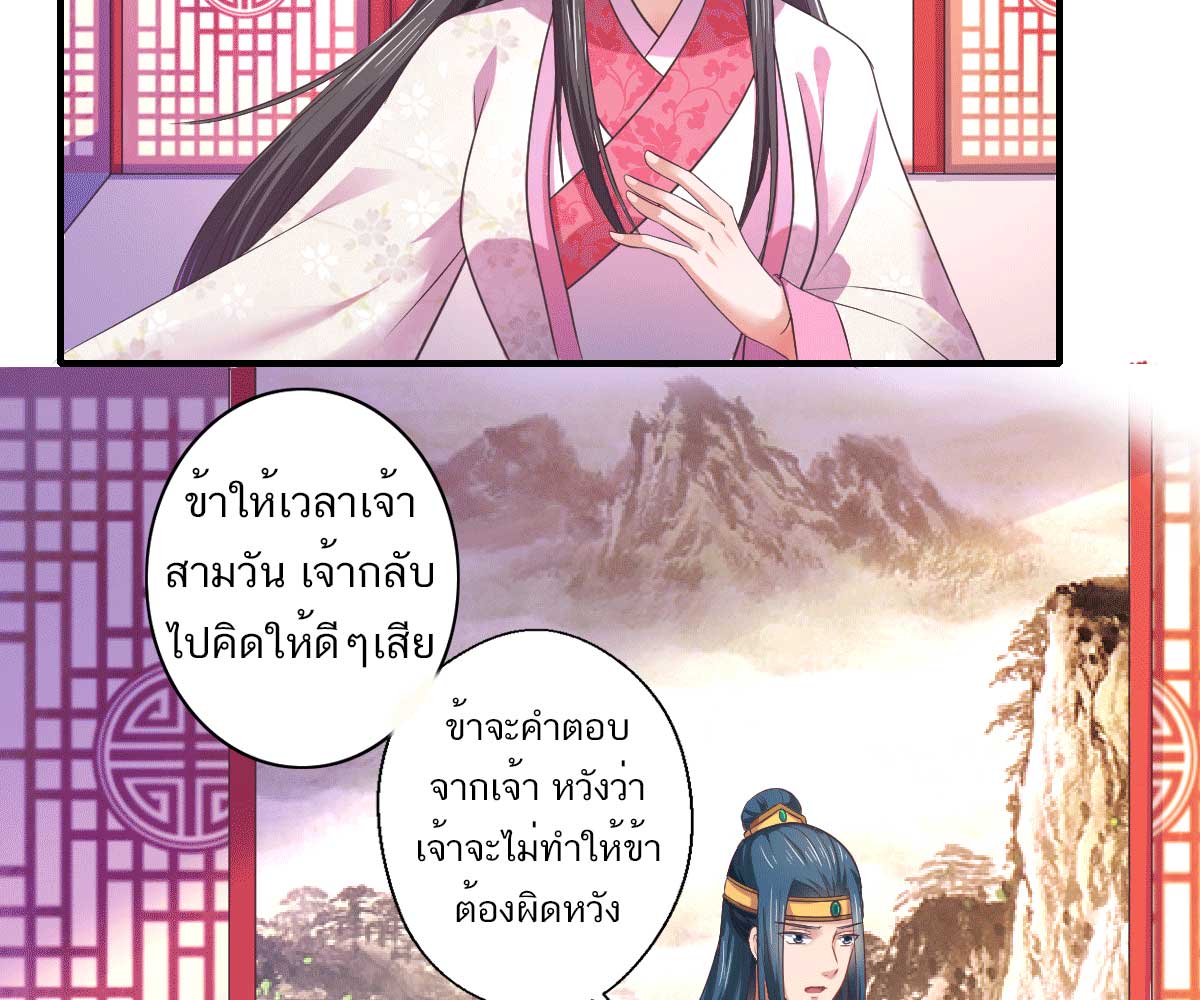 ข้าให้เวลาเจ้า
สามวัน เจ้ากลับ
ไปคิดให้ดีๆเสีย
ข้าจะคำตอบ
จากเจ้า หวังว่า
เจ้าจะไม่ทำให้ข้า
ต้องผิดหวัง